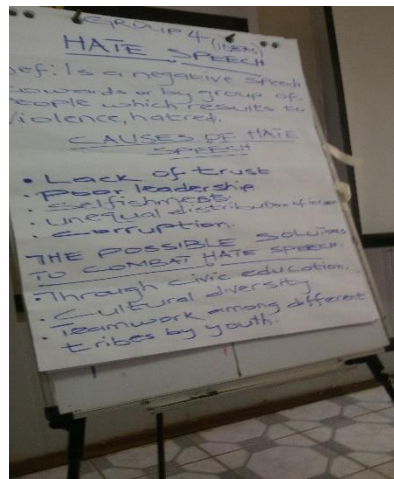 GROUP 4 (IDEAS)
HATE SPEECH
ef: Is a negative speech
towards or by group of
people which results to
violence, hatred.
CAUSES OF HATE
SPEECH
• Lack of trust
• Poor leadership
• Selfishness.
• unequal distribution of income
• Corruption.
THE POSSIBLE SOLUTIONS
TO COMBAT HATE SPEECH.
• Through civic education.
• Cultural diversity
• Teamwork among different
tribes by youth.